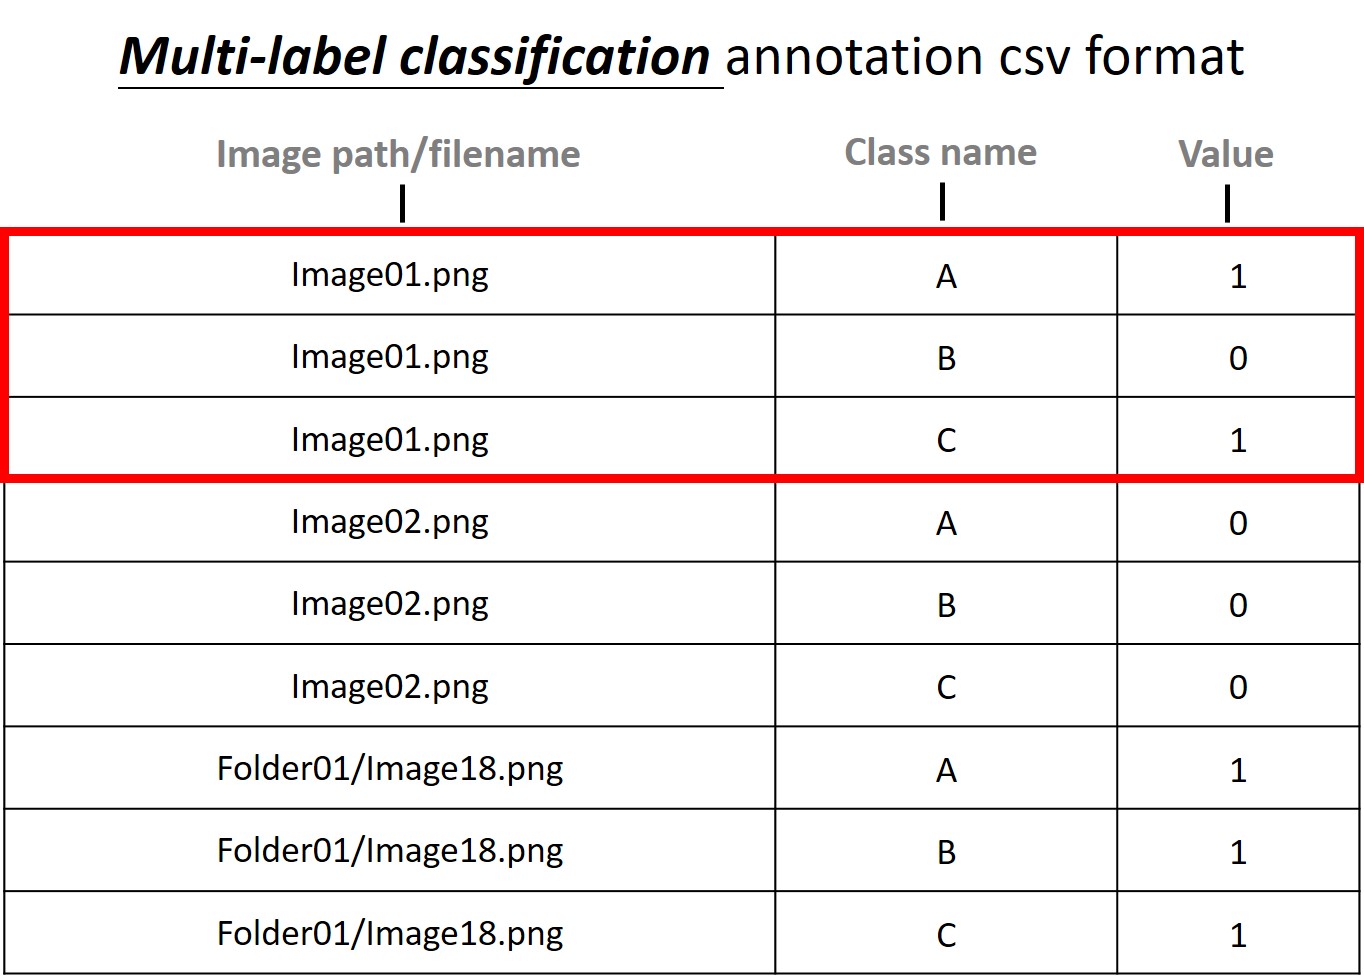 Multi-label classification annotation csv format
Image path/filename Class name Value
Image01.png A 1
Image01.png B 0
Image01.png C 1
Image02.png A 0
Image02.png B 0
Image02.png C 0
Folder01/Image18.png A 1
Folder01/Image18.png B 1
Folder01/Image18.png C 1